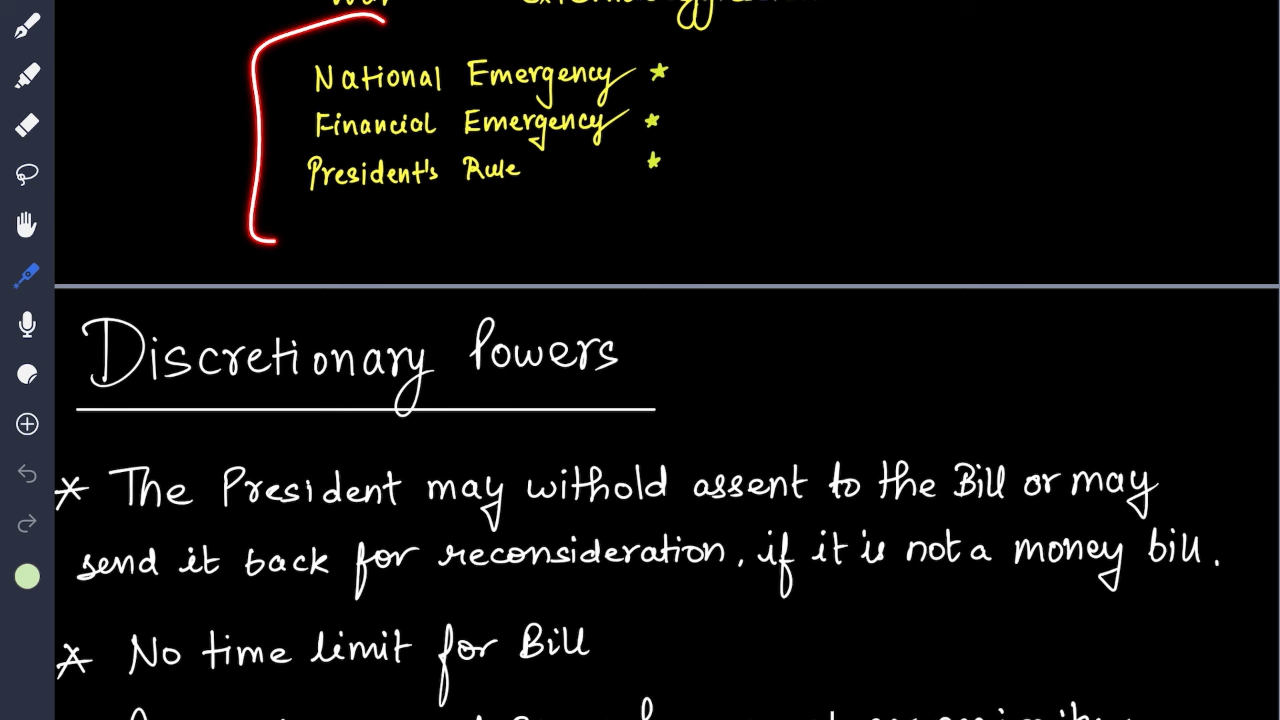 National Emergency
Financial Emergency
President's Rule
Discretionary Powers
* The President may withold assent to the Bill or may
send it back for reconsideration, if it is not a money bill.
* No time limit for Bill